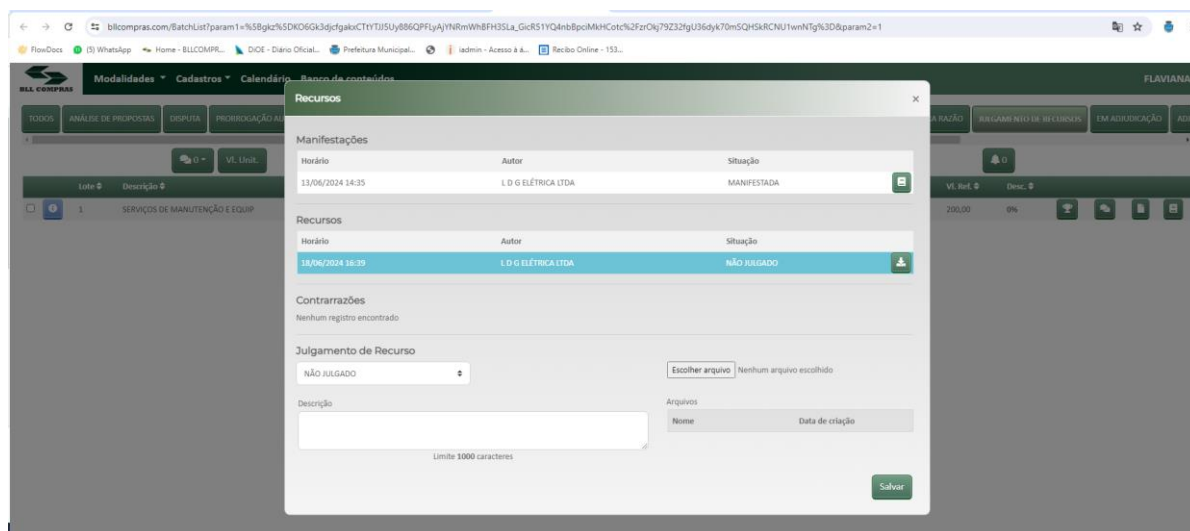 bllcompras.com/BatchList?param1=%5Bgkz%5DKO6Gk3djcfgakxCTtYTJJ5Uy886QPFLyAjYNRmWhBFH3SLa_GicR51YQ4nbBpciMkHCotc%2FzrOkj79Z32fgU36dyk70mSQHSkRCNU1wnNTg%3D&param2=1
FlowDocs (5) WhatsApp Home - BLLCOMPR... DiOE - Diário Oficial... Prefeitura Municipal... iadmin - Acesso à á... Recibo Online - 153...
BLL COMPRAS Modalidades Cadastros Calendário Banco de conteúdos FLAVIANA
Recursos ×
TODOS ANÁLISE DE PROPOSTAS DISPUTA PRORROGAÇÃO AU RAZÃO JULGAMENTO DE RECURSOS EM ADJUDICAÇÃO
Manifestações
Horário Autor Situação
13/06/2024 14:35 L D G ELÉTRICA LTDA MANIFESTADA
0 Vl. Unit. 0
Lote Descrição Vl. Ref. Desc.
1 SERVIÇOS DE MANUTENÇÃO E EQUIP 200,00 0%
Recursos
Horário Autor Situação
18/06/2024 16:39 L D G ELÉTRICA LTDA NÃO JULGADO
Contrarrazões
Nenhum registro encontrado
Julgamento de Recurso
NÃO JULGADO
Escolher arquivo Nenhum arquivo escolhido
Descrição
Arquivos
Nome Data de criação
Limite 1000 caracteres
Salvar